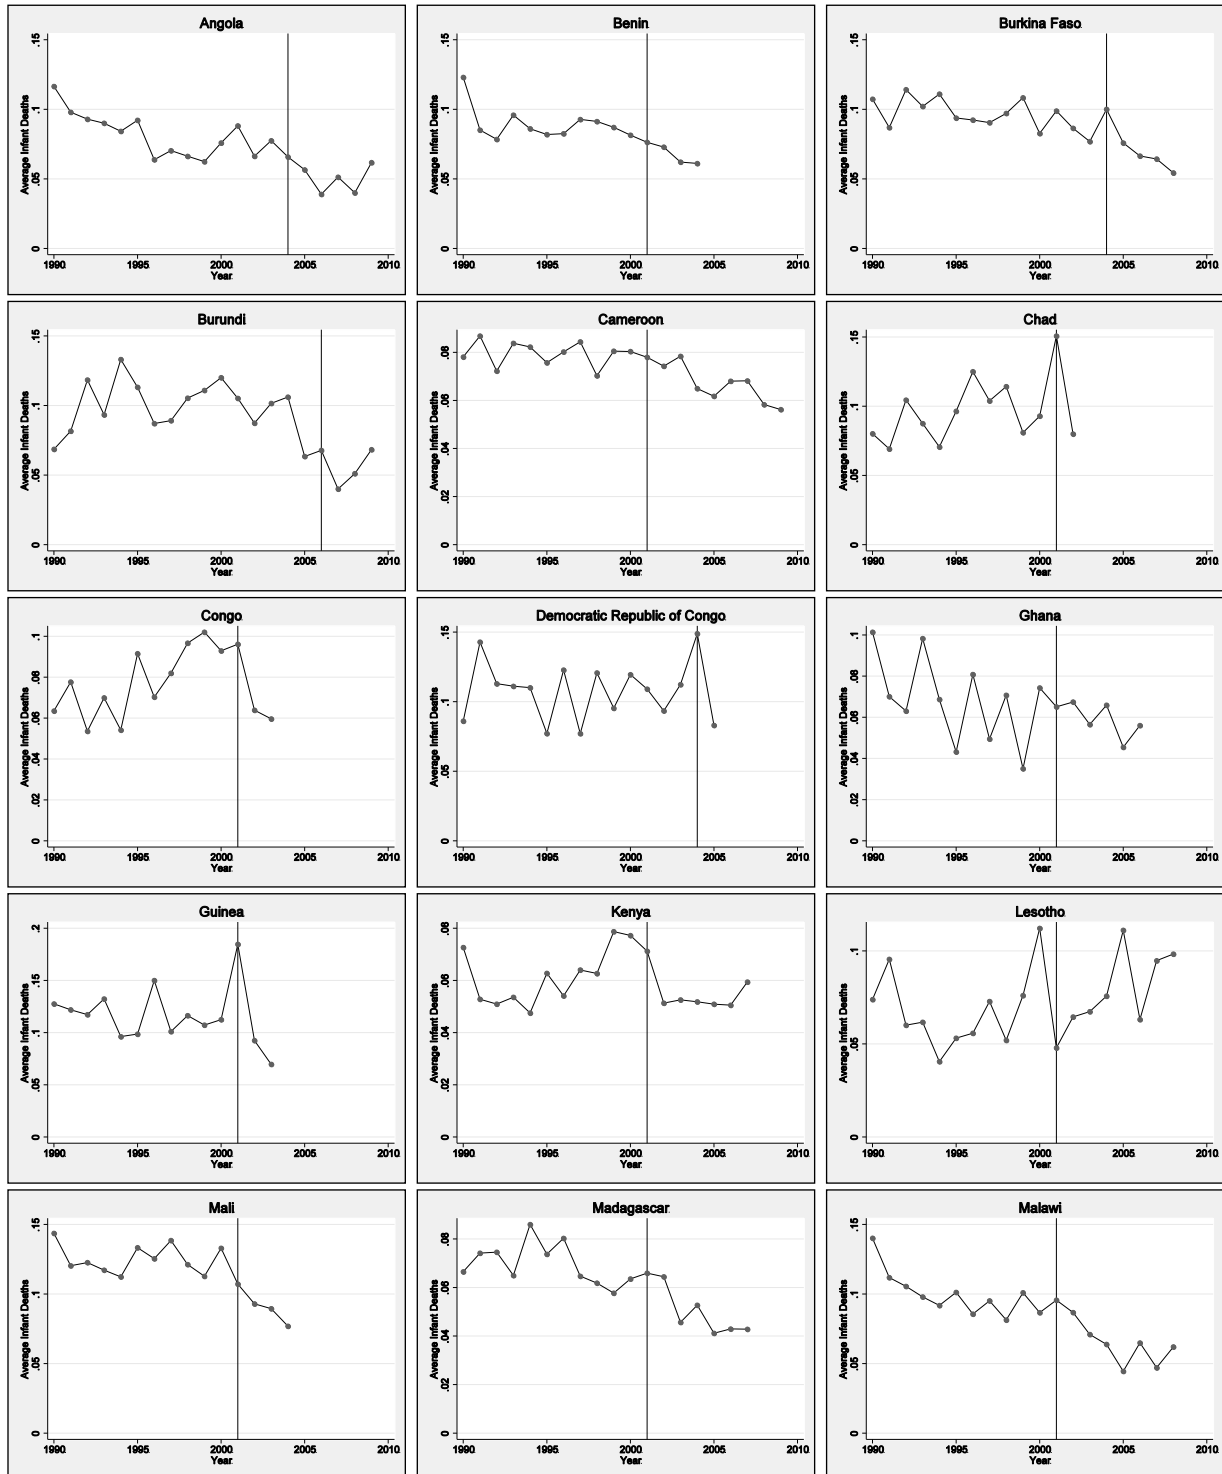 Angola
Average Infant Deaths
0 .05 .1 .15
1990 1995 2000 2005 2010
Year
Benin
Average Infant Deaths
0 .05 .1 .15
1990 1995 2000 2005 2010
Year
Burkina Faso
Average Infant Deaths
0 .05 .1 .15
1990 1995 2000 2005 2010
Year
Burundi
Average Infant Deaths
0 .05 .1 .15
1990 1995 2000 2005 2010
Year
Cameroon
Average Infant Deaths
0 .02 .04 .06 .08
1990 1995 2000 2005 2010
Year
Chad
Average Infant Deaths
0 .05 .1 .15
1990 1995 2000 2005 2010
Year
Congo
Average Infant Deaths
0 .02 .04 .06 .08 .1
1990 1995 2000 2005 2010
Year
Democratic Republic of Congo
Average Infant Deaths
0 .05 .1 .15
1990 1995 2000 2005 2010
Year
Ghana
Average Infant Deaths
0 .02 .04 .06 .08 .1
1990 1995 2000 2005 2010
Year
Guinea
Average Infant Deaths
0 .05 .1 .15 .2
1990 1995 2000 2005 2010
Year
Kenya
Average Infant Deaths
0 .02 .04 .06 .08
1990 1995 2000 2005 2010
Year
Lesotho
Average Infant Deaths
0 .05 .1
1990 1995 2000 2005 2010
Year
Mali
Average Infant Deaths
0 .05 .1 .15
1990 1995 2000 2005 2010
Year
Madagascar
Average Infant Deaths
0 .02 .04 .06 .08
1990 1995 2000 2005 2010
Year
Malawi
Average Infant Deaths
0 .05 .1 .15
1990 1995 2000 2005 2010
Year